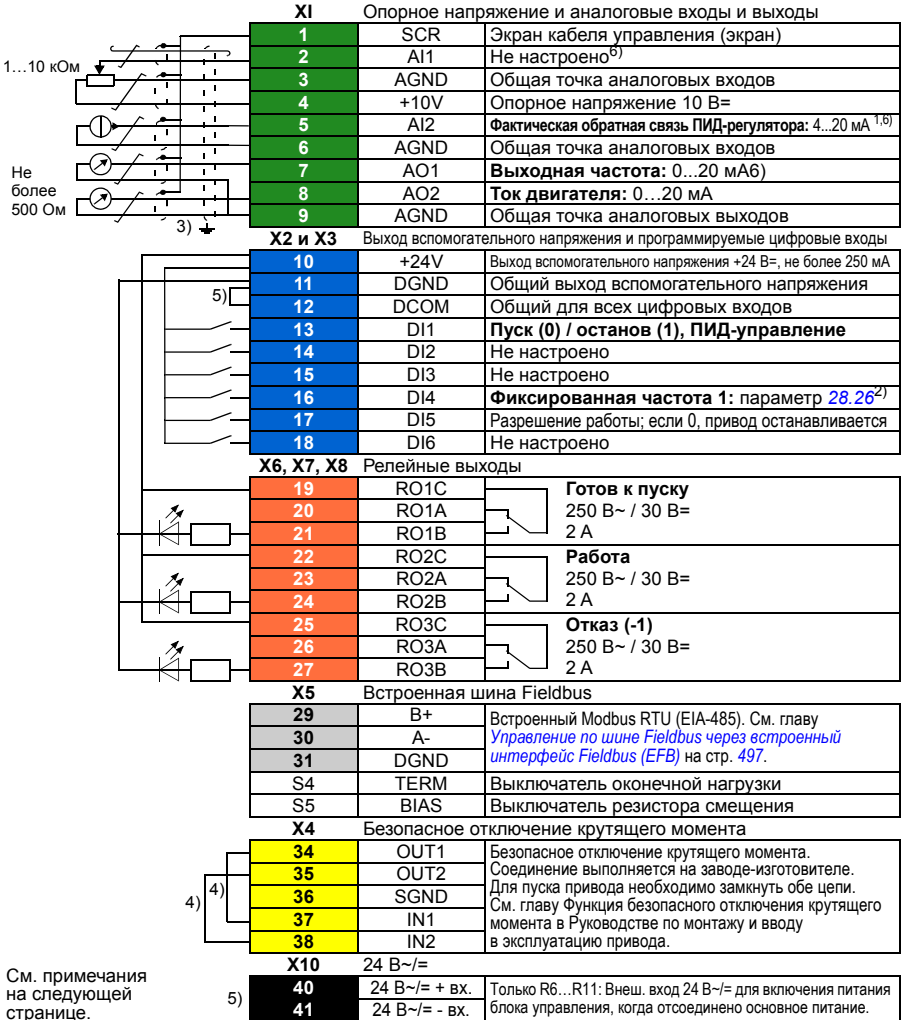 XI Опорное напряжение и аналоговые входы и выходы
1 SCR Экран кабеля управления (экран)
1…10 кОм
2 AI1 Не настроено6)
3 AGND Общая точка аналоговых входов
4 +10V Опорное напряжение 10 В=
5 AI2 Фактическая обратная связь ПИД-регулятора: 4...20 мА 1,6)
6 AGND Общая точка аналоговых входов
7 AO1 Выходная частота: 0...20 мА6)
Не
более
500 Ом
8 AO2 Ток двигателя: 0…20 мА
9 AGND Общая точка аналоговых выходов
3)
X2 и X3 Выход вспомогательного напряжения и программируемые цифровые входы
10 +24V Выход вспомогательного напряжения +24 В=, не более 250 мА
11 DGND Общий выход вспомогательного напряжения
5)
12 DCOM Общий для всех цифровых входов
13 DI1 Пуск (0) / останов (1), ПИД-управление
14 DI2 Не настроено
15 DI3 Не настроено
16 DI4 Фиксированная частота 1: параметр 28.262)
17 DI5 Разрешение работы; если 0, привод останавливается
18 DI6 Не настроено
X6, X7, X8 Релейные выходы
19 RO1C Готов к пуску
20 RO1A 250 В~ / 30 В=
21 RO1B 2 А
22 RO2C Работа
23 RO2A 250 В~ / 30 В=
24 RO2B 2 А
25 RO3C Отказ (-1)
26 RO3A 250 В~ / 30 В=
27 RO3B 2 А
X5 Встроенная шина Fieldbus
29 B+
30 A-
31 DGND
Встроенный Modbus RTU (EIA-485). См. главу
Управление по шине Fieldbus через встроенный
интерфейс Fieldbus (EFB) на стр. 497.
S4 TERM Выключатель оконечной нагрузки
S5 BIAS Выключатель резистора смещения
X4 Безопасное отключение крутящего момента
34 OUT1
35 OUT2
36 SGND
37 IN1
38 IN2
4)
4)
Безопасное отключение крутящего момента.
Соединение выполняется на заводе-изготовителе.
Для пуска привода необходимо замкнуть обе цепи.
См. главу Функция безопасного отключения крутящего
момента в Руководстве по монтажу и вводу
в эксплуатацию привода.
X10 24 В~/=
40 24 В~/= + вх.
41 24 В~/= - вх.
5)
Только R6…R11: Внеш. вход 24 В~/= для включения питания
блока управления, когда отсоединено основное питание.
См. примечания
на следующей
странице.